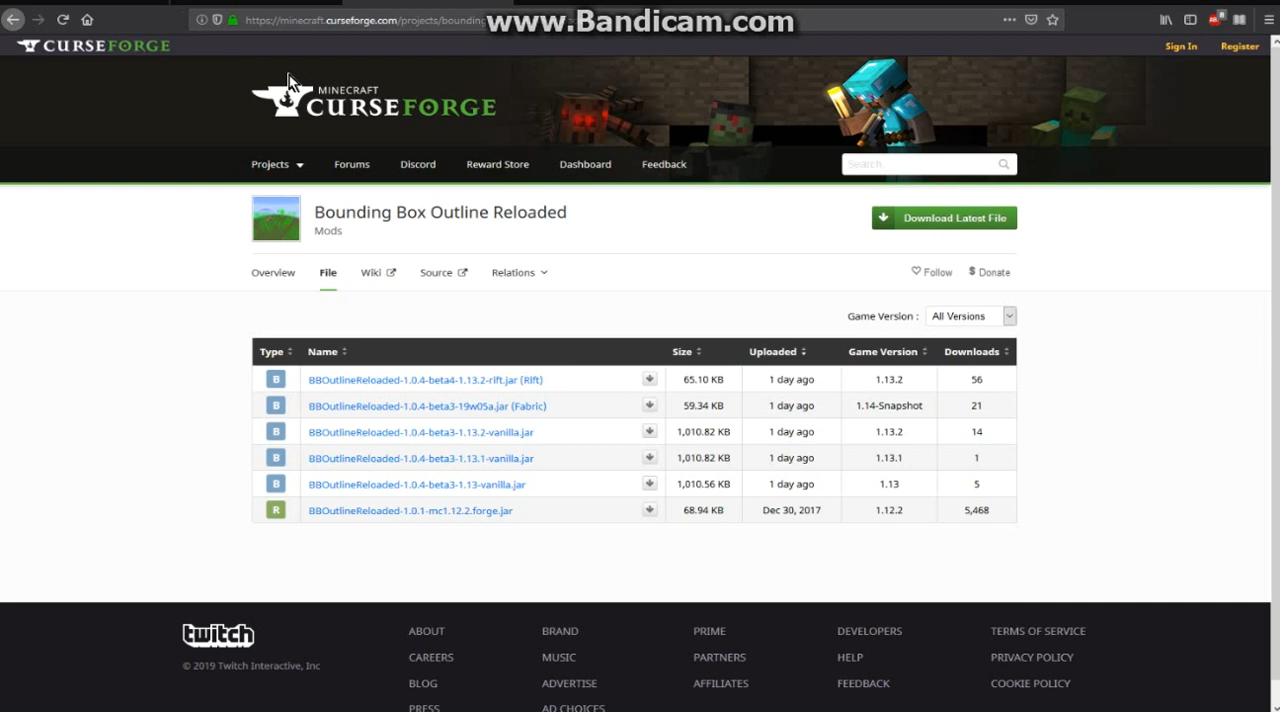 https://minecraft.curseforge.com/projects/bounding
www.Bandicam.com
CURSEFORGE
Sign In
Register
MINECRAFT
CURSEFORGE
Projects
Forums
Discord
Reward Store
Dashboard
Feedback
Search
Bounding Box Outline Reloaded
Mods
Download Latest File
Overview
File
Wiki
Source
Relations
Follow
$ Donate
Game Version :
All Versions
Type Name Size Uploaded Game Version Downloads
B BBOutlineReloaded-1.0.4-beta4-1.13.2-rift.jar (Rift) 65.10 KB 1 day ago 1.13.2 56
B BBOutlineReloaded-1.0.4-beta3-19w05a.jar (Fabric) 59.34 KB 1 day ago 1.14-Snapshot 21
B BBOutlineReloaded-1.0.4-beta3-1.13.2-vanilla.jar 1,010.82 KB 1 day ago 1.13.2 14
B BBOutlineReloaded-1.0.4-beta3-1.13.1-vanilla.jar 1,010.82 KB 1 day ago 1.13.1 1
B BBOutlineReloaded-1.0.4-beta3-1.13-vanilla.jar 1,010.56 KB 1 day ago 1.13 5
R BBOutlineReloaded-1.0.1-mc1.12.2.forge.jar 68.94 KB Dec 30, 2017 1.12.2 5,468
twitch
© 2019 Twitch Interactive, Inc
ABOUT BRAND PRIME DEVELOPERS TERMS OF SERVICE
CAREERS MUSIC PARTNERS HELP PRIVACY POLICY
BLOG ADVERTISE AFFILIATES FEEDBACK COOKIE POLICY
PRESS AD CHOICES